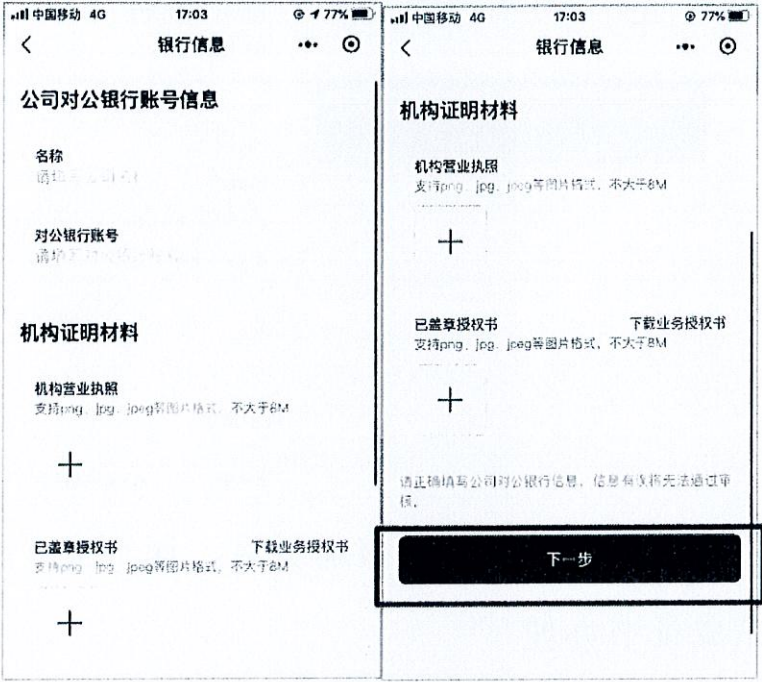 中国移动 4G
17:03
77%
银行信息
公司对公银行账号信息
名称
对公银行账号
机构证明材料
机构营业执照
支持png、jpg、jpeg等图片格式，不大于8M
已盖章授权书
下载业务授权书
支持png、jpg、jpeg等图片格式，不大于8M
中国移动 4G
17:03
77%
银行信息
机构证明材料
机构营业执照
支持png、jpg、jpeg等图片格式，不大于8M
已盖章授权书
下载业务授权书
支持png、jpg、jpeg等图片格式，不大于8M
请正确填写公司对公银行信息，信息有误将无法通过审
核。
下一步